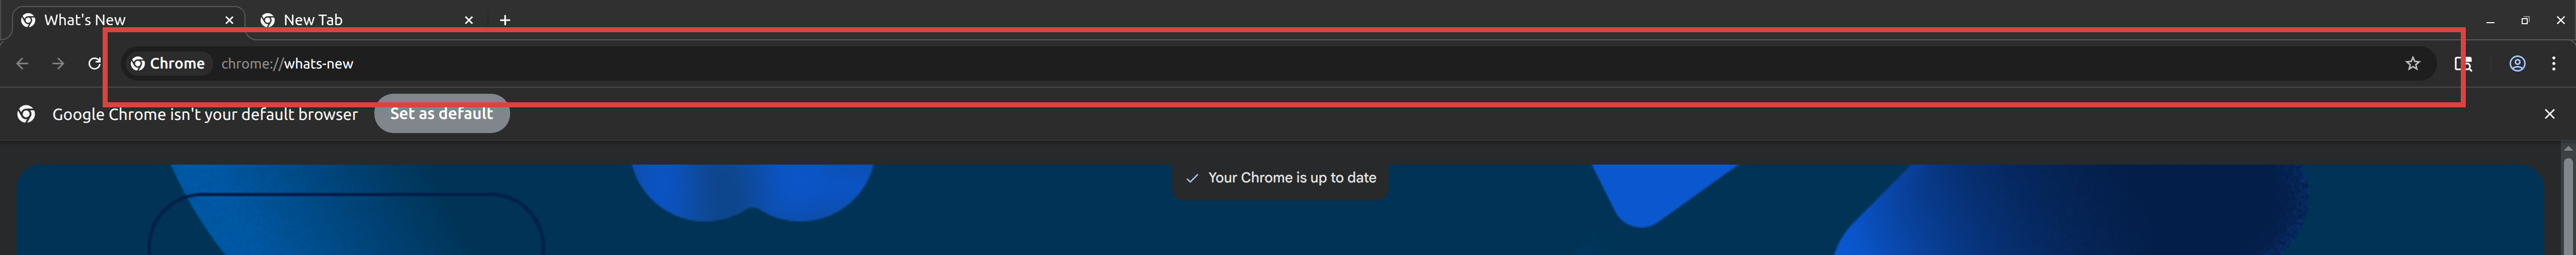 What's New
New Tab
Chrome chrome://whats-new
Google Chrome isn't your default browser Set as default
Your Chrome is up to date